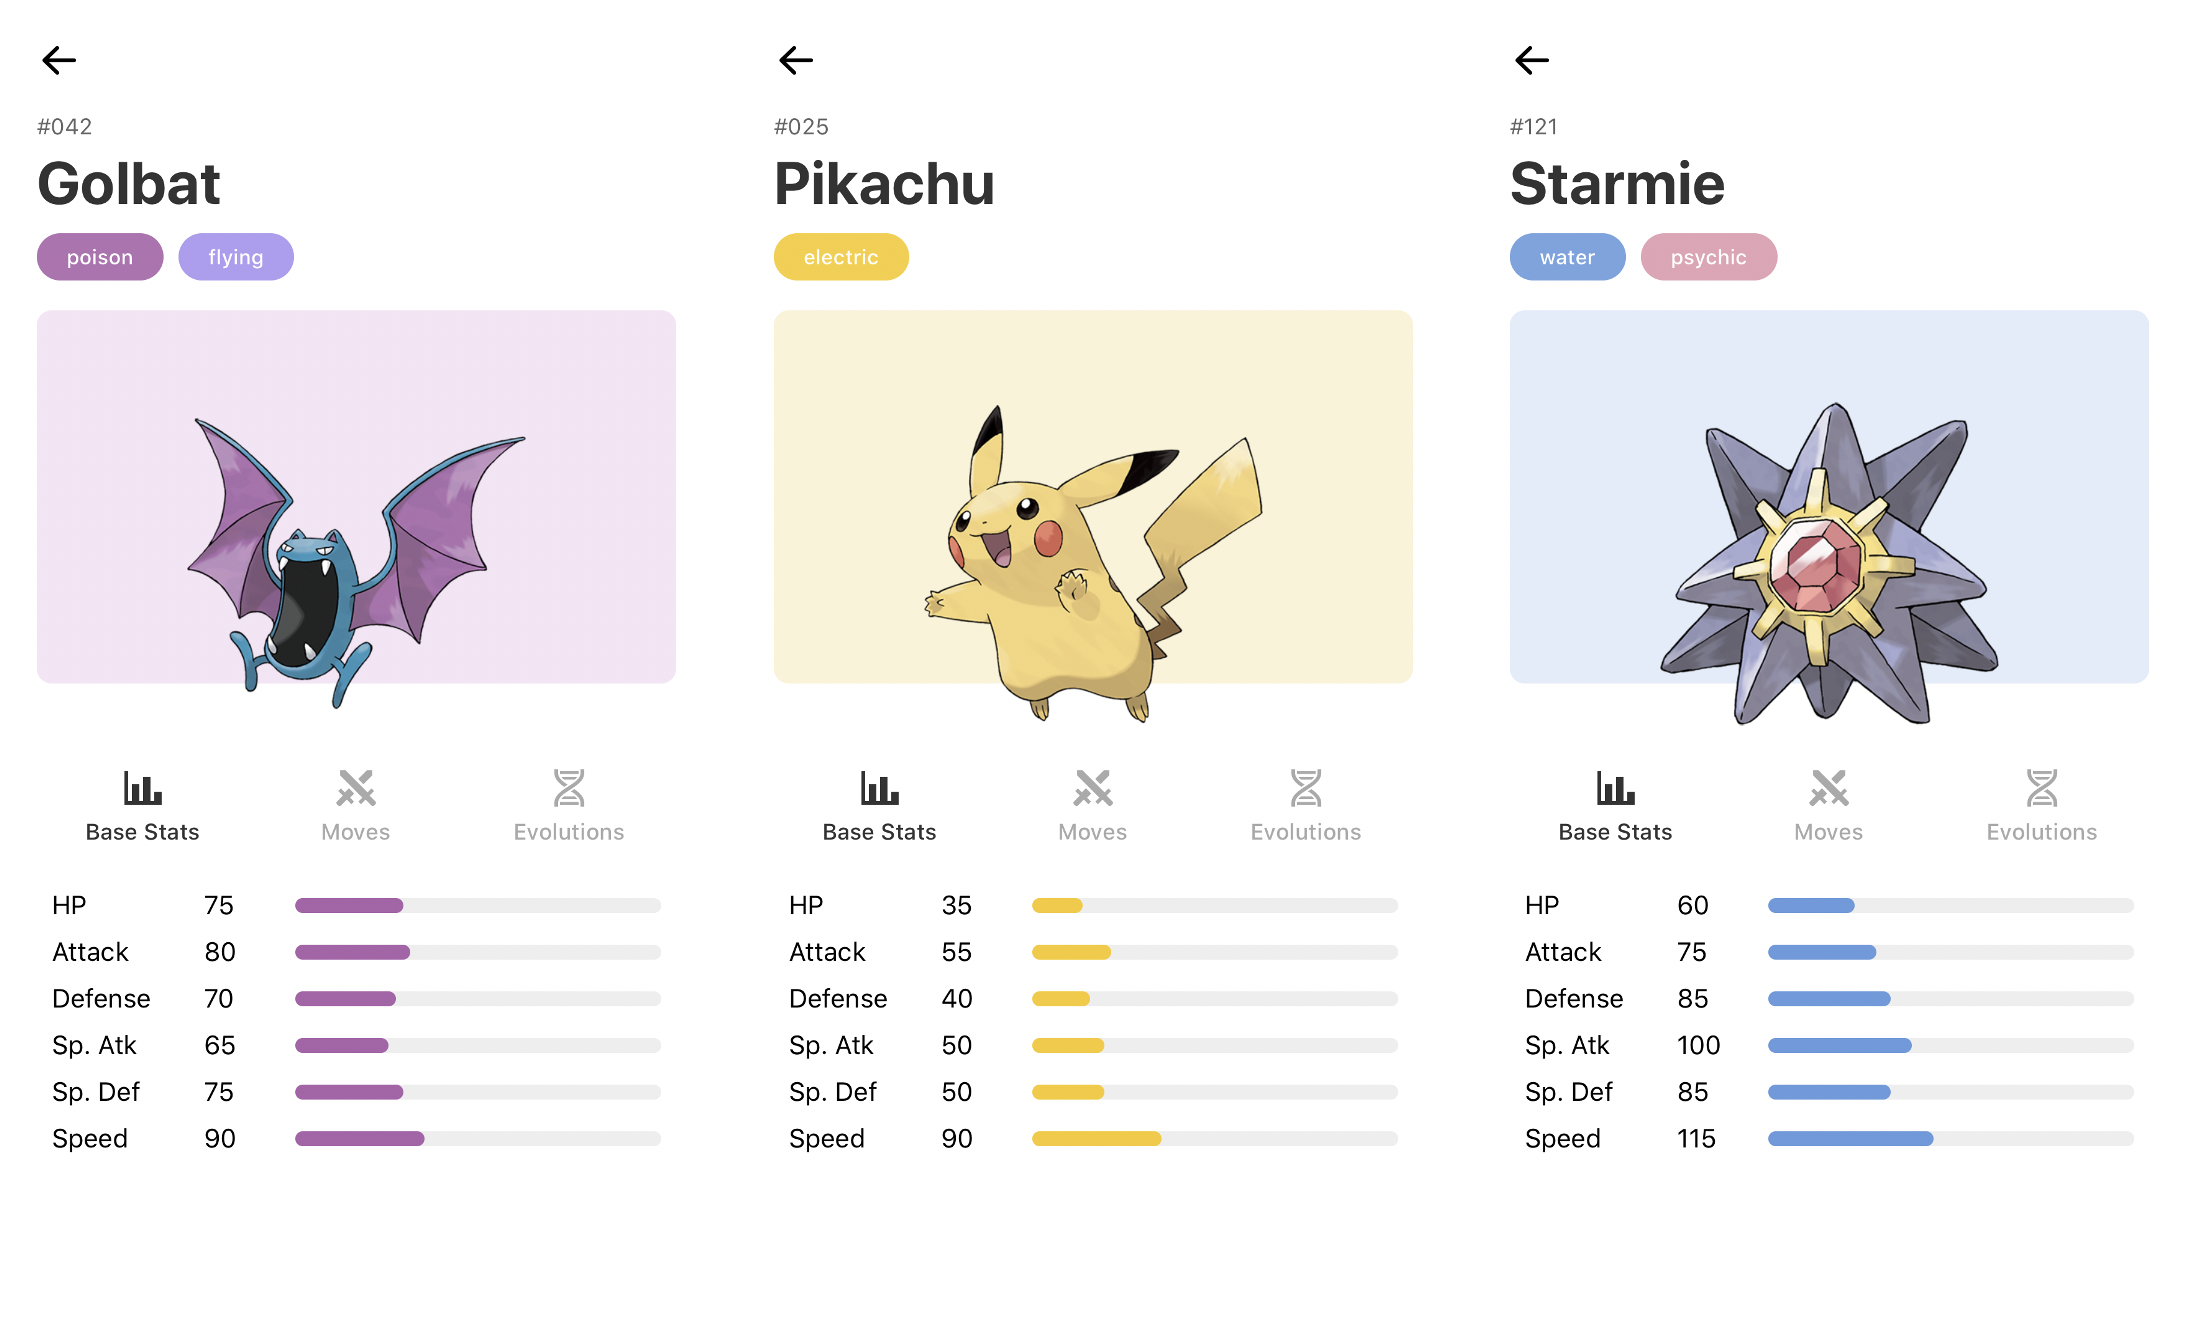 #042
Golbat
poison flying
Base Stats Moves Evolutions
HP 75
Attack 80
Defense 70
Sp. Atk 65
Sp. Def 75
Speed 90
#025
Pikachu
electric
Base Stats Moves Evolutions
HP 35
Attack 55
Defense 40
Sp. Atk 50
Sp. Def 50
Speed 90
#121
Starmie
water psychic
Base Stats Moves Evolutions
HP 60
Attack 75
Defense 85
Sp. Atk 100
Sp. Def 85
Speed 115